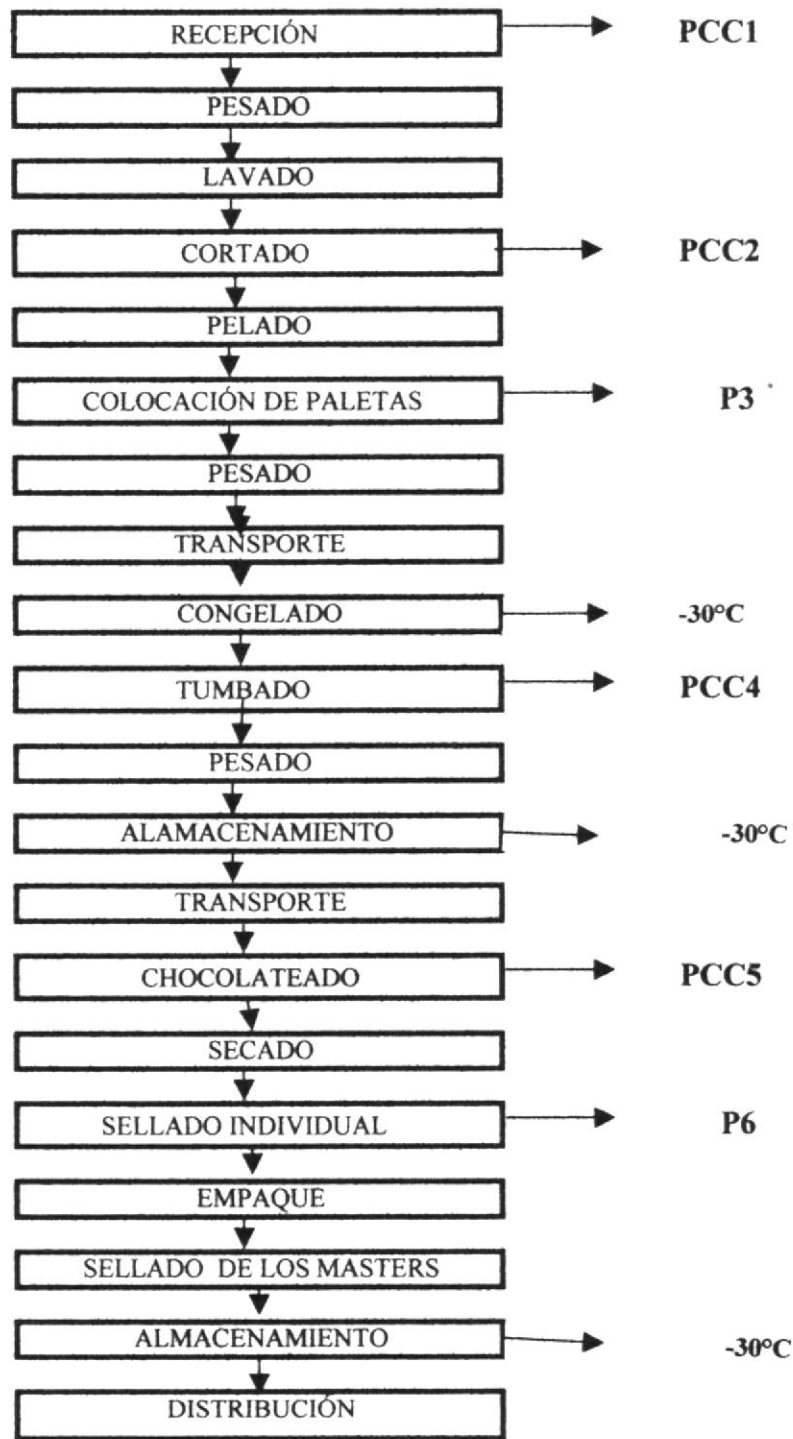 RECEPCIÓN PCC1
PESADO
LAVADO
CORTADO PCC2
PELADO
COLOCACIÓN DE PALETAS P3
PESADO
TRANSPORTE
CONGELADO -30°C
TUMBADO PCC4
PESADO
ALAMACENAMIENTO -30°C
TRANSPORTE
CHOCOLATEADO PCC5
SECADO
SELLADO INDIVIDUAL P6
EMPAQUE
SELLADO DE LOS MASTERS
ALMACENAMIENTO -30°C
DISTRIBUCIÓN